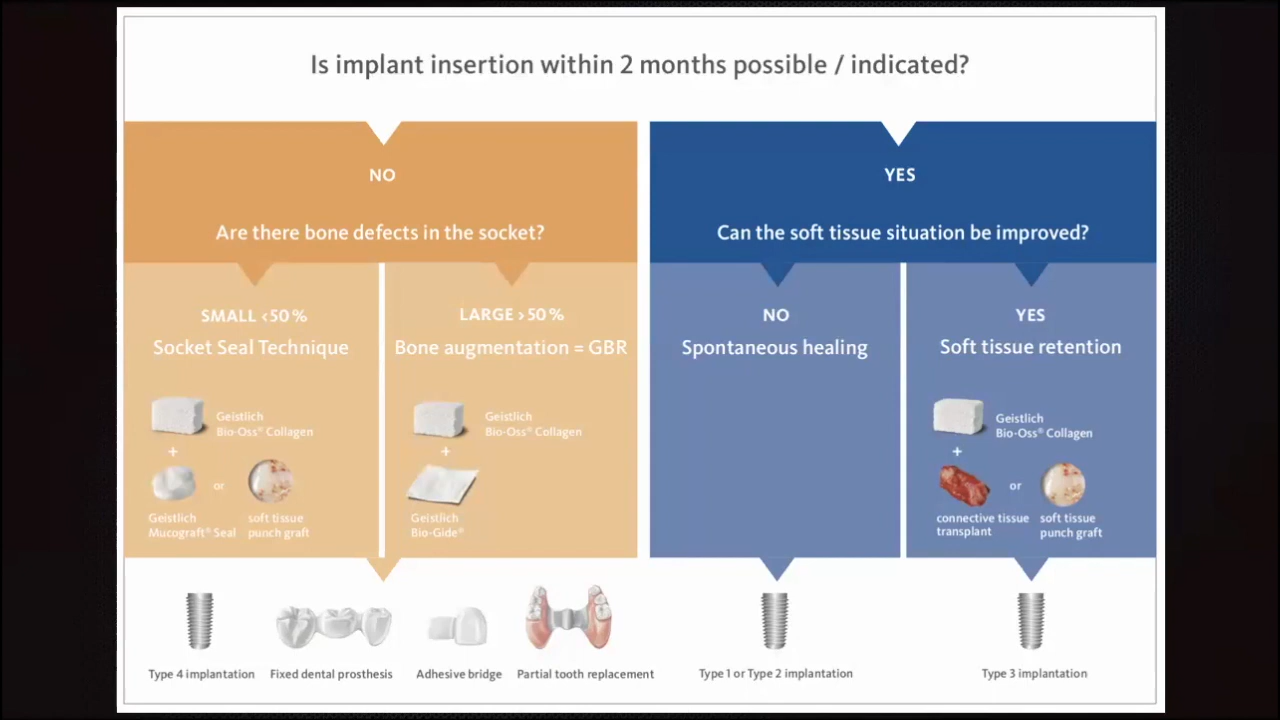 Is implant insertion within 2 months possible / indicated?
NO
Are there bone defects in the socket?
SMALL <50%
Socket Seal Technique
Geistlich
Bio-Oss® Collagen
+
or
Geistlich
Mucograft® Seal
soft tissue
punch graft
LARGE >50%
Bone augmentation = GBR
Geistlich
Bio-Oss® Collagen
+
Geistlich
Bio-Gide®
YES
Can the soft tissue situation be improved?
NO
Spontaneous healing
YES
Soft tissue retention
Geistlich
Bio-Oss® Collagen
+
or
connective tissue
transplant
soft tissue
punch graft
Type 4 implantation
Fixed dental prosthesis
Adhesive bridge
Partial tooth replacement
Type 1 or Type 2 implantation
Type 3 implantation